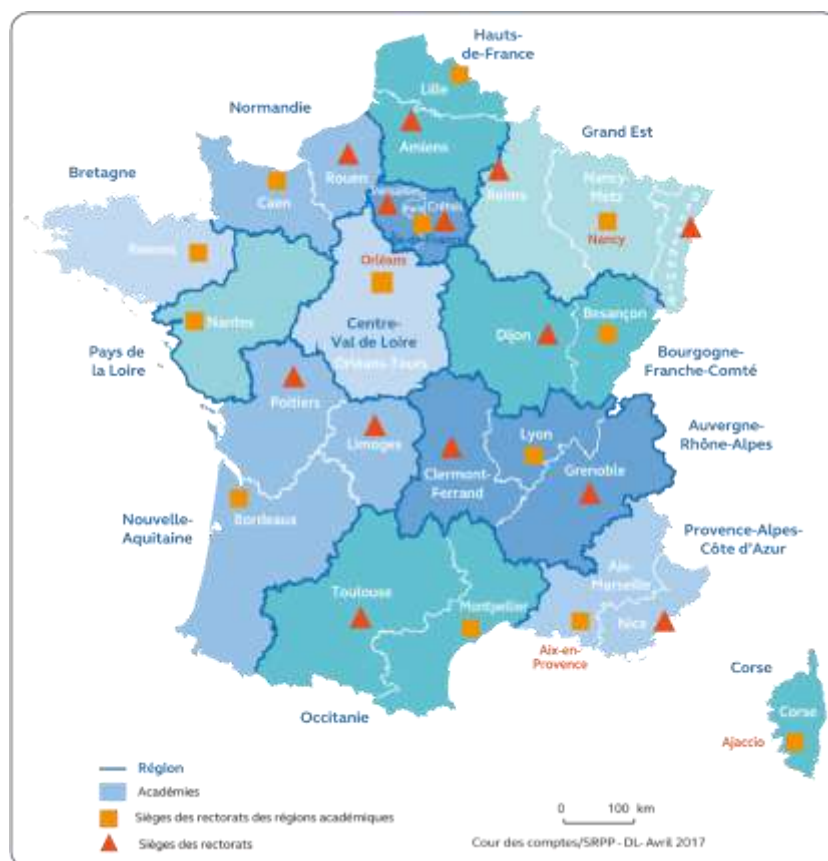 Hauts-
de-France
Lille
Normandie
Amiens
Grand Est
Rouen
Reims
Bretagne
Nancy
Metz
Caen
Versailles
Paris
Créteil
Nancy
Rennes
Orléans
Nantes
Centre-
Val de Loire
Orléans-Tours
Dijon
Besançon
Pays de
la Loire
Bourgogne-
Franche-Comté
Poitiers
Limoges
Lyon
Auvergne-
Rhône-Alpes
Clermont-
Ferrand
Grenoble
Nouvelle-
Aquitaine
Bordeaux
Provence-Alpes-
Côte d'Azur
Aix-
Marseille
Toulouse
Montpellier
Nice
Aix-en-
Provence
Corse
Occitanie
Corse
Ajaccio
Région
Académies
Sièges des rectorats des régions académiques
Sièges des rectorats
0 100 km
Cour des comptes/SRPP - DL- Avril 2017